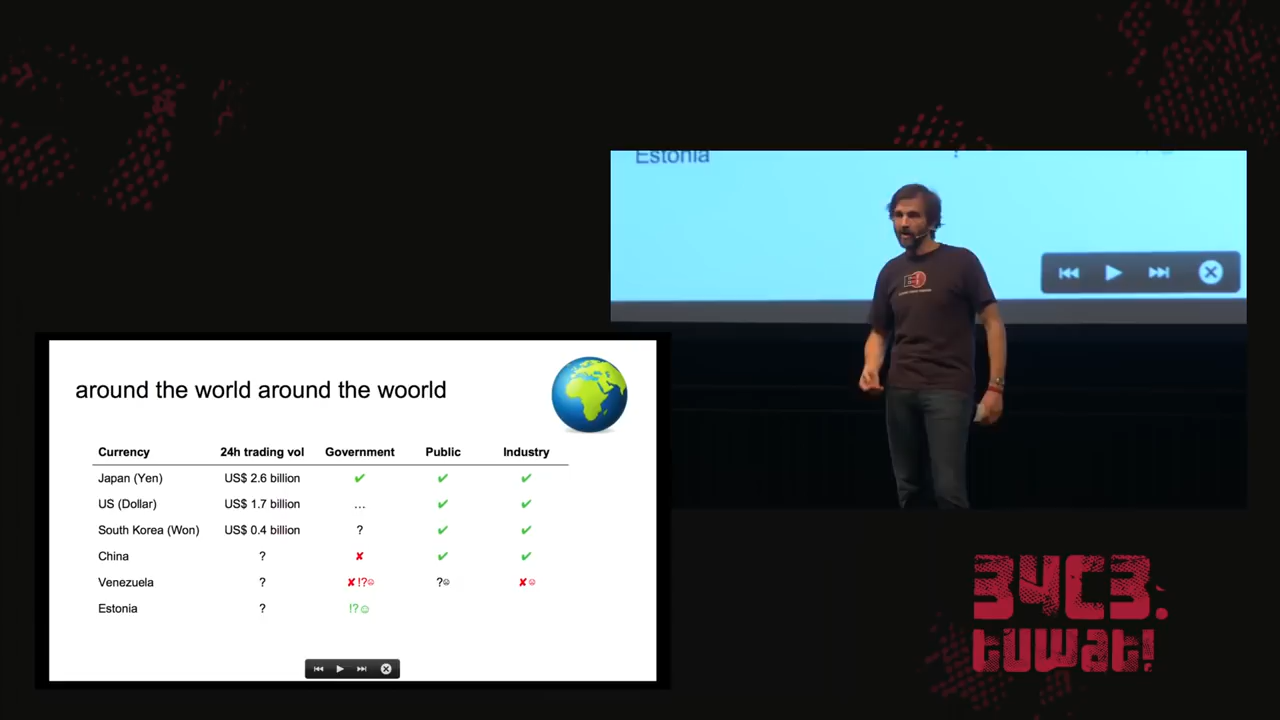 Estonia
around the world around the woorld
Currency 24h trading vol Government Public Industry
Japan (Yen) US$ 2.6 billion ✔ ✔ ✔
US (Dollar) US$ 1.7 billion ... ✔ ✔
South Korea (Won) US$ 0.4 billion ? ✔ ✔
China ? ✘ ✔ ✔
Venezuela ? ✘!?☹ ?☹ ✘☹
Estonia ? !?☺
34C3.
tuwat!